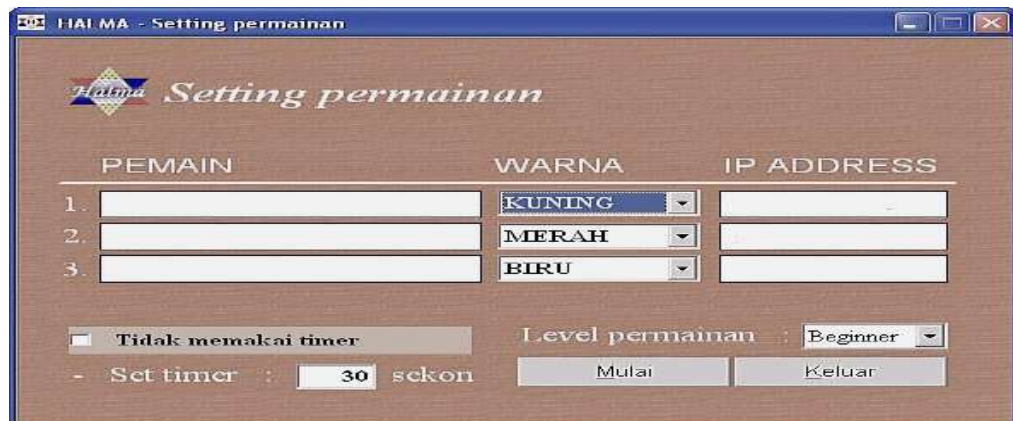 HALMA - Setting permainan
Halma Setting permainan
PEMAIN WARNA IP ADDRESS
1. KUNING
2. MERAH
3. BIRU
Tidak memakai timer Level permainan : Beginner
- Set timer : 30 sekon Mulai Keluar